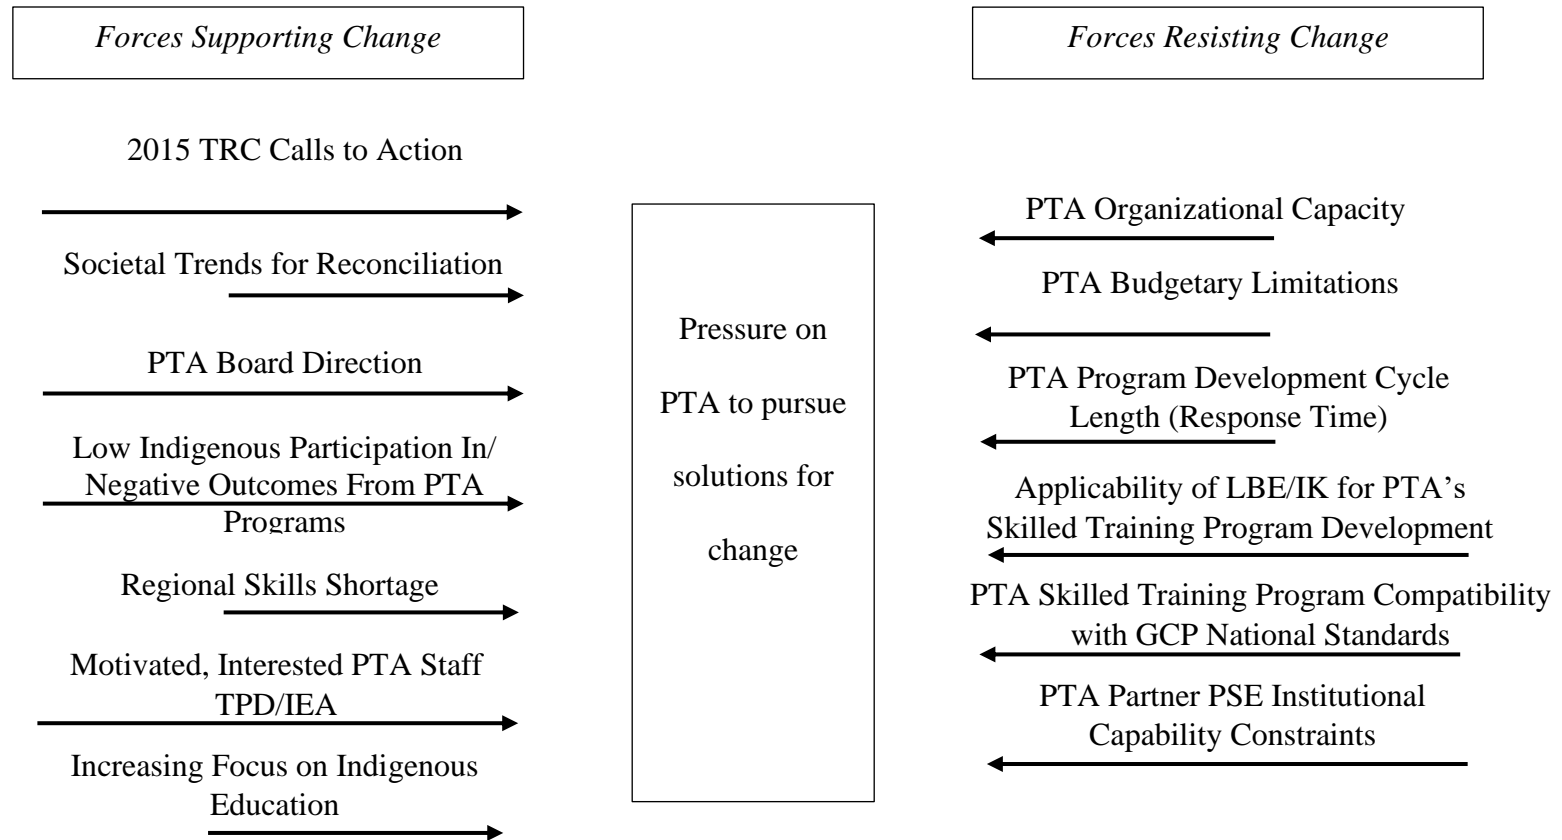 Forces Supporting Change
2015 TRC Calls to Action
Societal Trends for Reconciliation
PTA Board Direction
Low Indigenous Participation In/
Negative Outcomes From PTA
Programs
Regional Skills Shortage
Motivated, Interested PTA Staff
TPD/IEA
Increasing Focus on Indigenous
Education
Pressure on
PTA to pursue
solutions for
change
Forces Resisting Change
PTA Organizational Capacity
PTA Budgetary Limitations
PTA Program Development Cycle
Length (Response Time)
Applicability of LBE/IK for PTA’s
Skilled Training Program Development
PTA Skilled Training Program Compatibility
with GCP National Standards
PTA Partner PSE Institutional
Capability Constraints